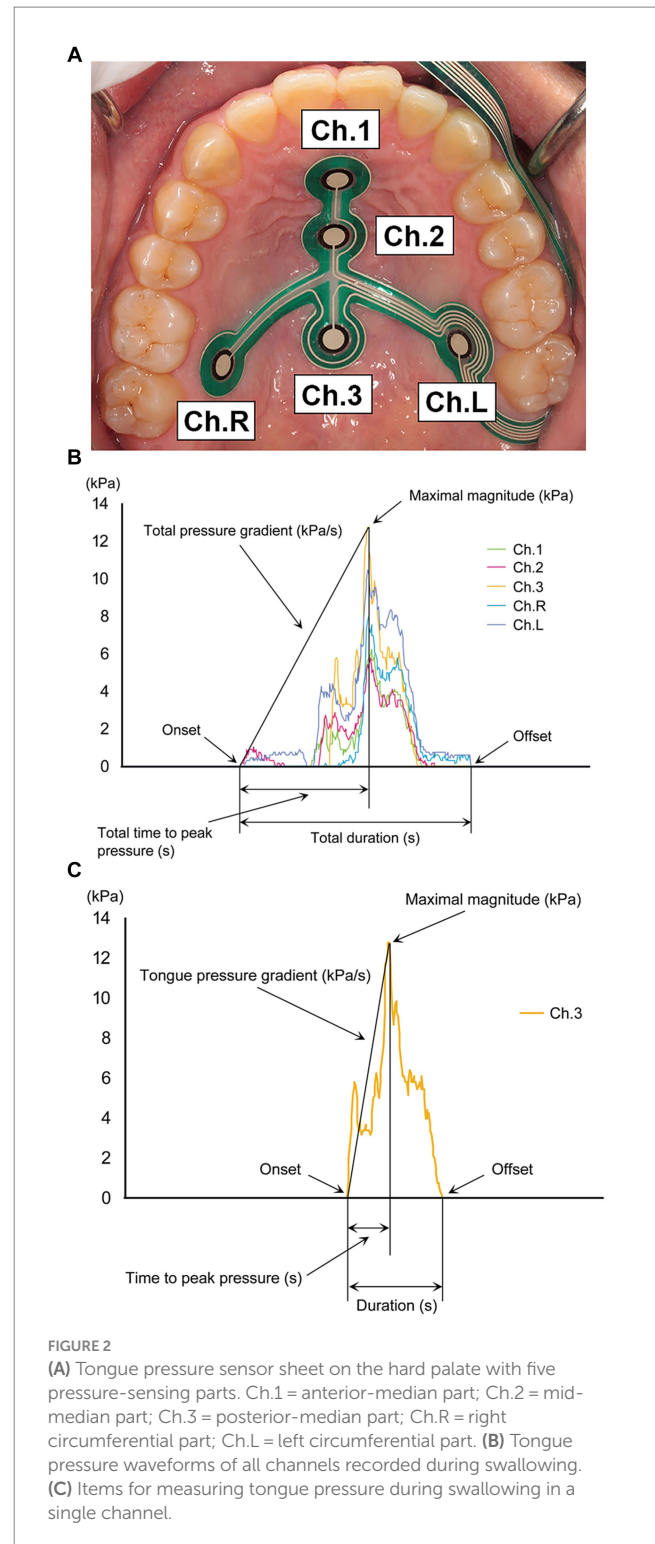 A
Ch.1
Ch.2
Ch.3
Ch.R
Ch.L
B
(kPa)
14
12
10
8
6
4
2
0
Total pressure gradient (kPa/s)
Maximal magnitude (kPa)
Ch.1
Ch.2
Ch.3
Ch.R
Ch.L
Onset
Offset
Total time to peak
pressure (s)
Total duration (s)
C
(kPa)
14
12
10
8
6
4
2
0
Maximal magnitude (kPa)
Tongue pressure gradient (kPa/s)
Ch.3
Onset
Offset
Time to peak pressure (s)
Duration (s)
FIGURE 2
(A) Tongue pressure sensor sheet on the hard palate with five
pressure-sensing parts. Ch.1 = anterior-median part; Ch.2 = mid-
median part; Ch.3 = posterior-median part; Ch.R = right
circumferential part; Ch.L = left circumferential part. (B) Tongue
pressure waveforms of all channels recorded during swallowing.
(C) Items for measuring tongue pressure during swallowing in a
single channel.